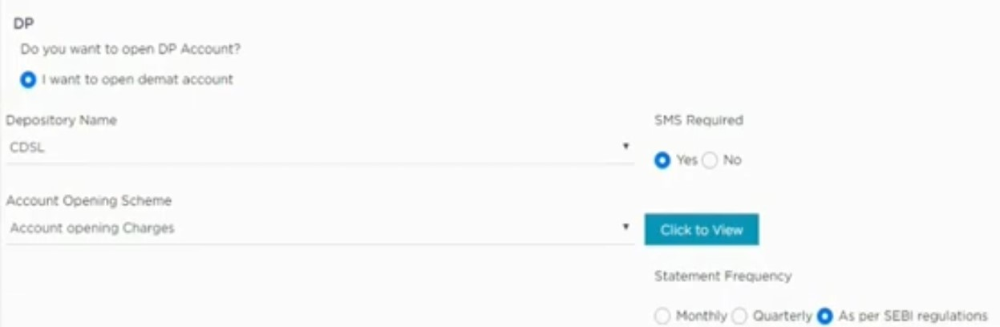 DP
Do you want to open DP Account?
I want to open demat account
Depository Name
SMS Required
CDSL
Yes No
Account Opening Scheme
Account opening Charges
Click to View
Statement Frequency
Monthly Quarterly As per SEBI regulations